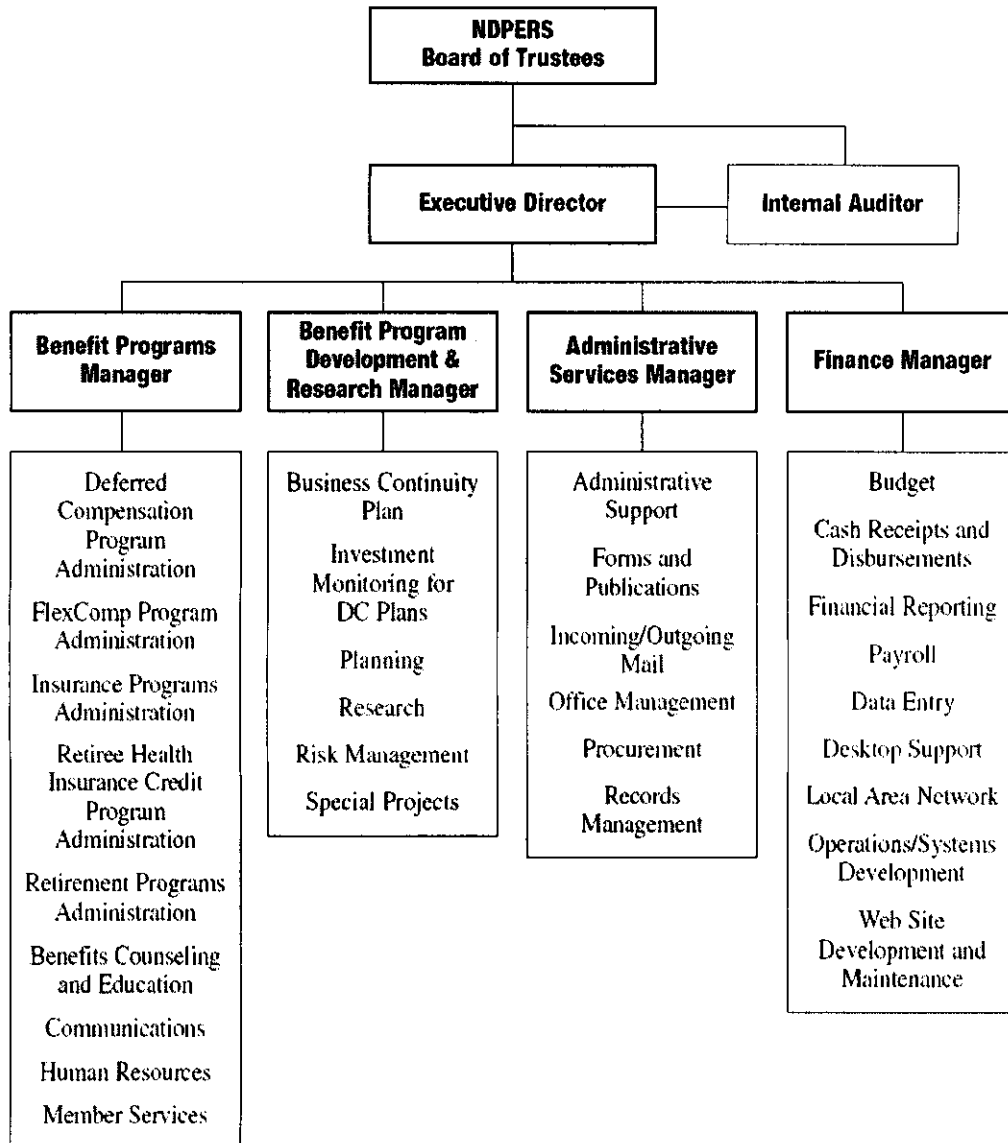 NDPERS
Board of Trustees
Executive Director
Internal Auditor
Benefit Programs
Manager
Benefit Program
Development &
Research Manager
Administrative
Services Manager
Finance Manager
Deferred
Compensation
Program
Administration
FlexComp Program
Administration
Insurance Programs
Administration
Retiree Health
Insurance Credit
Program
Administration
Retirement Programs
Administration
Benefits Counseling
and Education
Communications
Human Resources
Member Services
Business Continuity
Plan
Investment
Monitoring for
DC Plans
Planning
Research
Risk Management
Special Projects
Administrative
Support
Forms and
Publications
Incoming/Outgoing
Mail
Office Management
Procurement
Records
Management
Budget
Cash Receipts and
Disbursements
Financial Reporting
Payroll
Data Entry
Desktop Support
Local Area Network
Operations/Systems
Development
Web Site
Development and
Maintenance